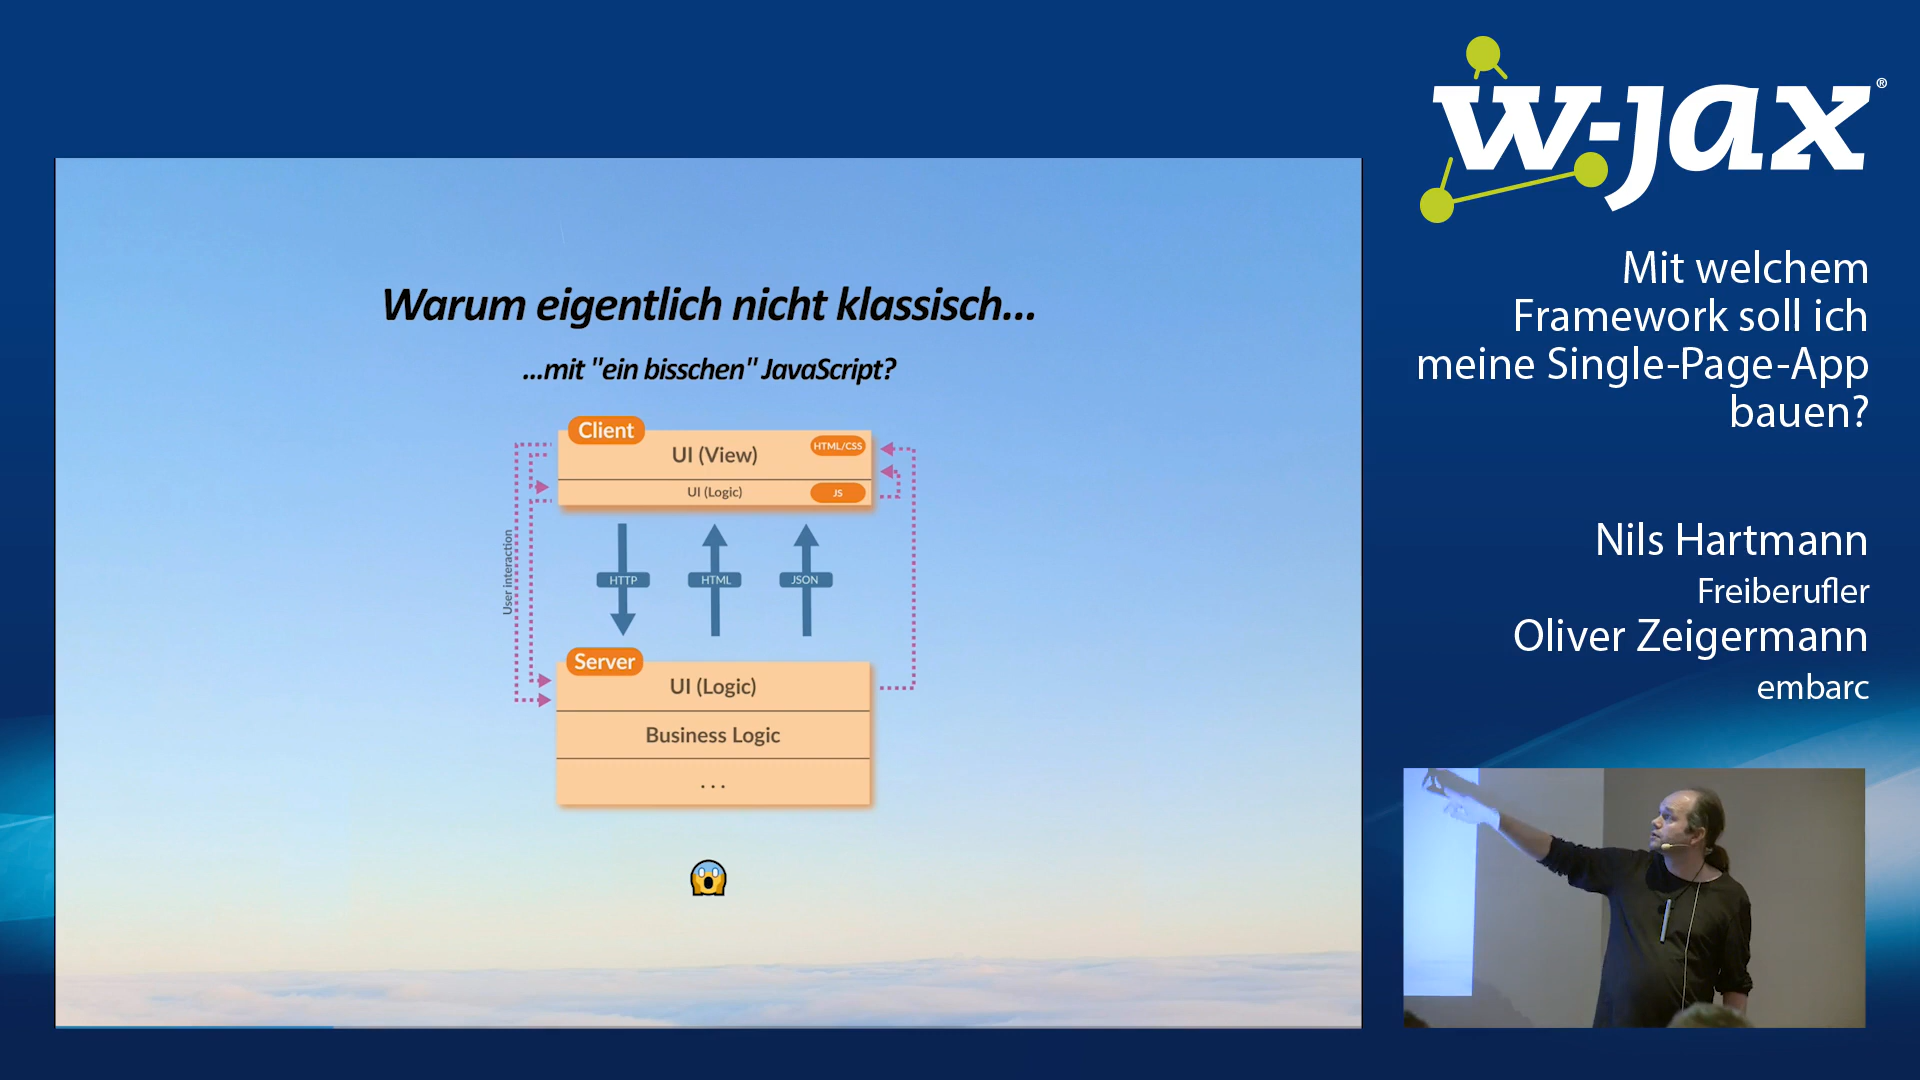 w-jax®
Mit welchem
Framework soll ich
meine Single-Page-App
bauen?
Nils Hartmann
Freiberufler
Oliver Zeigermann
embarc
Warum eigentlich nicht klassisch...
...mit "ein bisschen" JavaScript?
Client
UI (View)
HTML/CSS
UI (Logic)
JS
User interaction
HTTP
HTML
JSON
Server
UI (Logic)
Business Logic
...